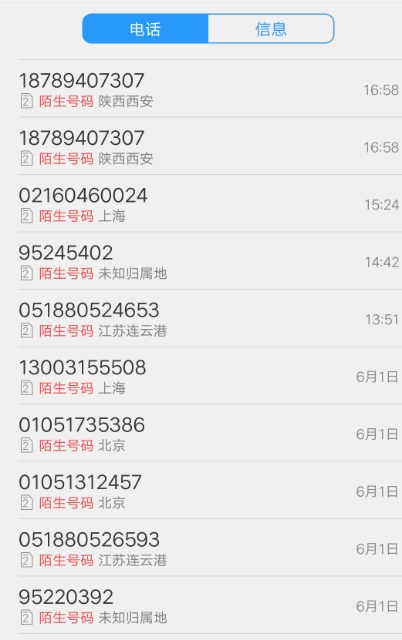 电话 信息
18789407307
16:58
2 陌生号码 陕西西安
18789407307
16:58
2 陌生号码 陕西西安
02160460024
15:24
2 陌生号码 上海
95245402
14:42
2 陌生号码 未知归属地
051880524653
13:51
2 陌生号码 江苏连云港
13003155508
6月1日
2 陌生号码 上海
01051735386
6月1日
2 陌生号码 北京
01051312457
6月1日
2 陌生号码 北京
051880526593
6月1日
2 陌生号码 江苏连云港
95220392
6月1日
2 陌生号码 未知归属地